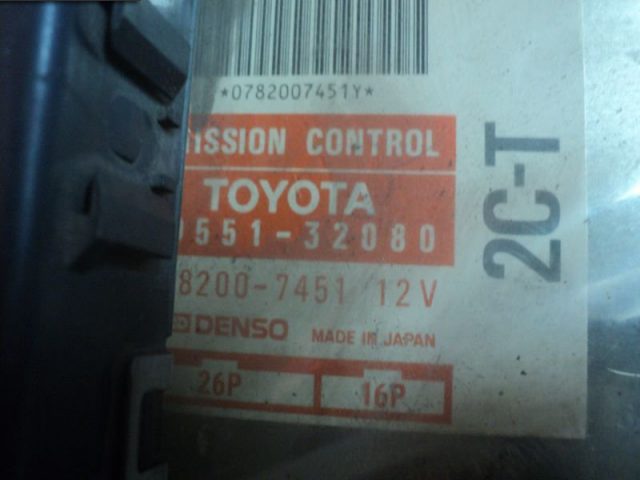 *0782007451Y*
ISSION CONTROL
TOYOTA
551-32080
8200-7451 12V
DENSO MADE IN JAPAN
26P 16P
2C-T